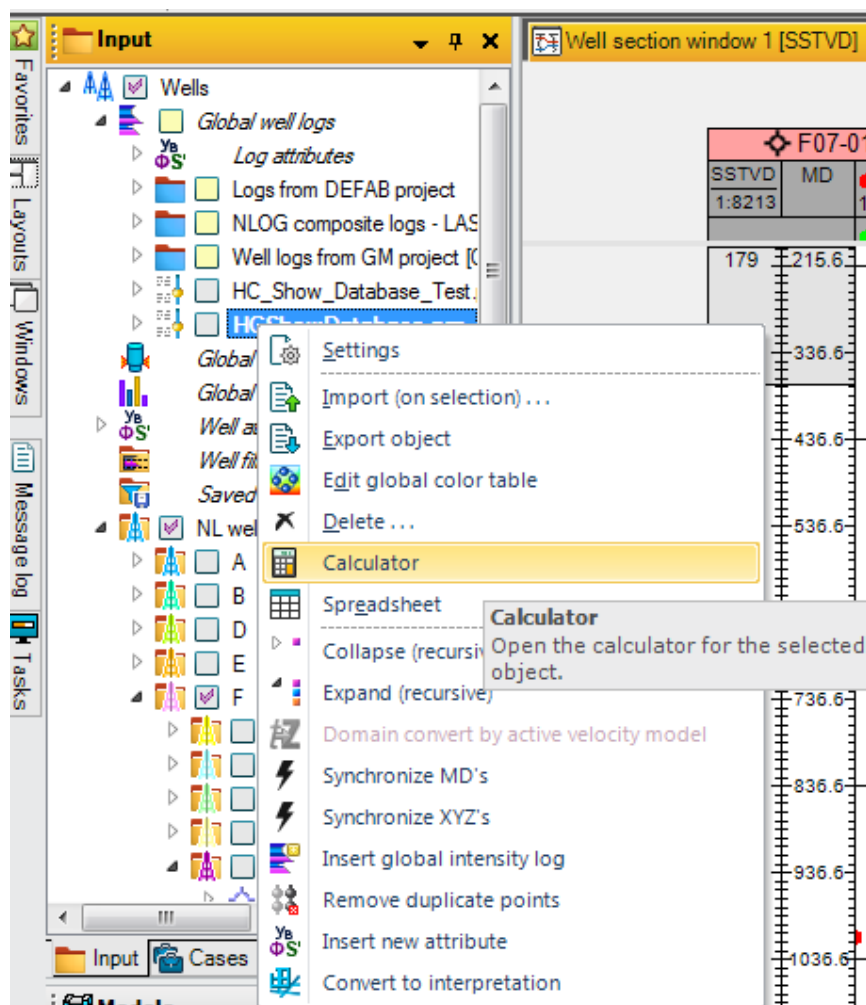 Input
Well section window 1 [SSTVD]
Favorites
Layouts
Windows
Message log
Tasks
Wells
Global well logs
Log attributes
Logs from DEFAB project
NLOG composite logs - LAS
Well logs from GM project [
HC_Show_Database_Test.
Global
Global
Well
Well
Saved
NL wel
A
B
D
E
F
Settings
Import (on selection) ...
Export object
Edit global color table
Delete ...
Calculator
Spreadsheet
Collapse (recursi
Expand (recursive)
Domain convert by active velocity model
Synchronize MD's
Synchronize XYZ's
Insert global intensity log
Remove duplicate points
Insert new attribute
Convert to interpretation
Calculator
Open the calculator for the selected
object.
F07-01
SSTVD MD
1:8213
179 215.6
336.6
436.6
536.6
736.6
836.6
936.6
1036.6
Input Cases